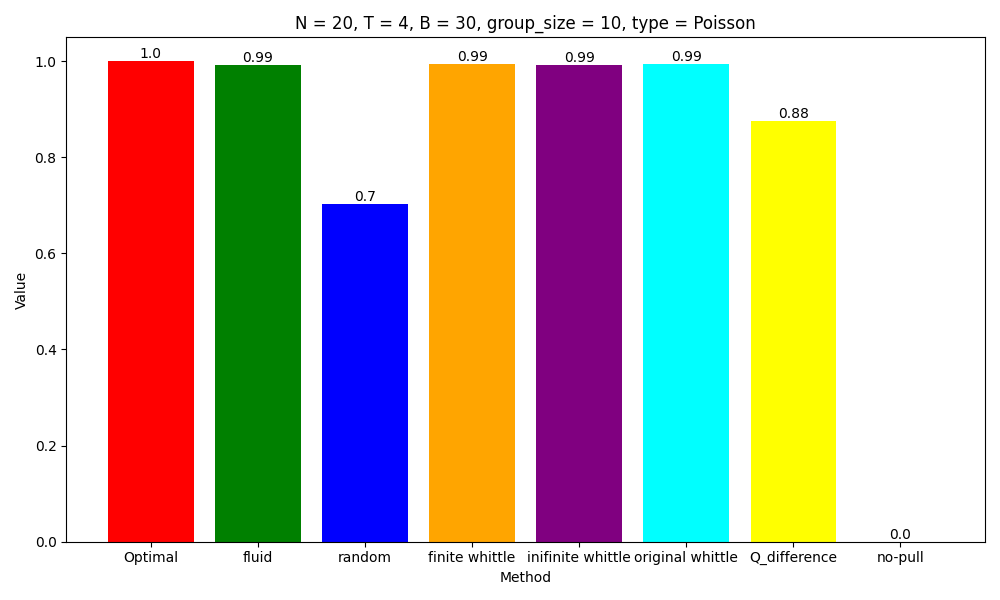 N = 20, T = 4, B = 30, group_size = 10, type = Poisson
Value
1.0
0.8
0.6
0.4
0.2
0.0
1.0
0.99
0.7
0.99
0.99
0.99
0.88
0.0
Optimal
fluid
random
finite whittle
inifinite whittle
original whittle
Q_difference
no-pull
Method